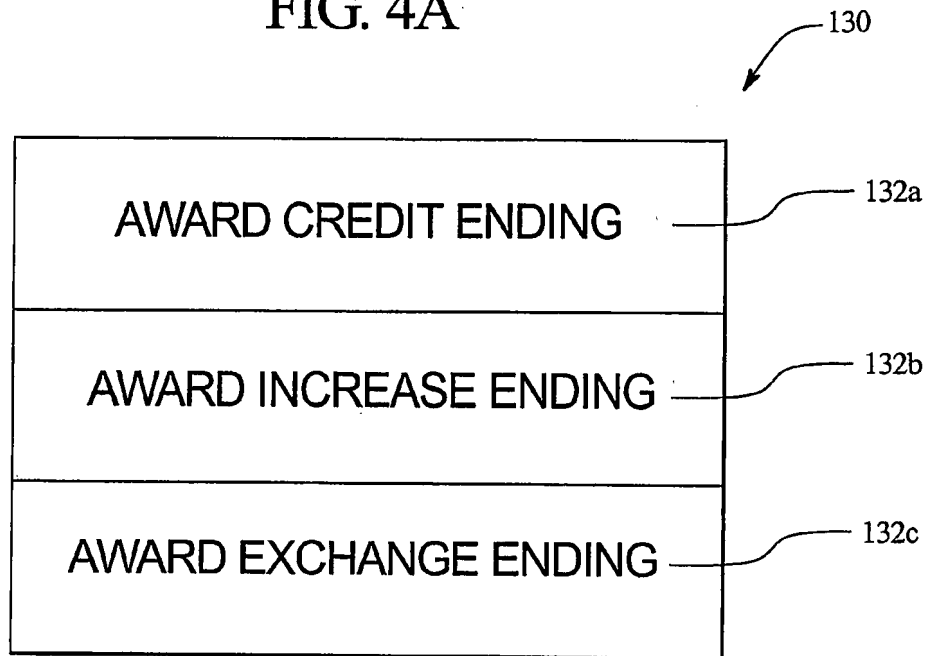 FIG. 4A
130
AWARD CREDIT ENDING
132a
AWARD INCREASE ENDING
132b
AWARD EXCHANGE ENDING
132c